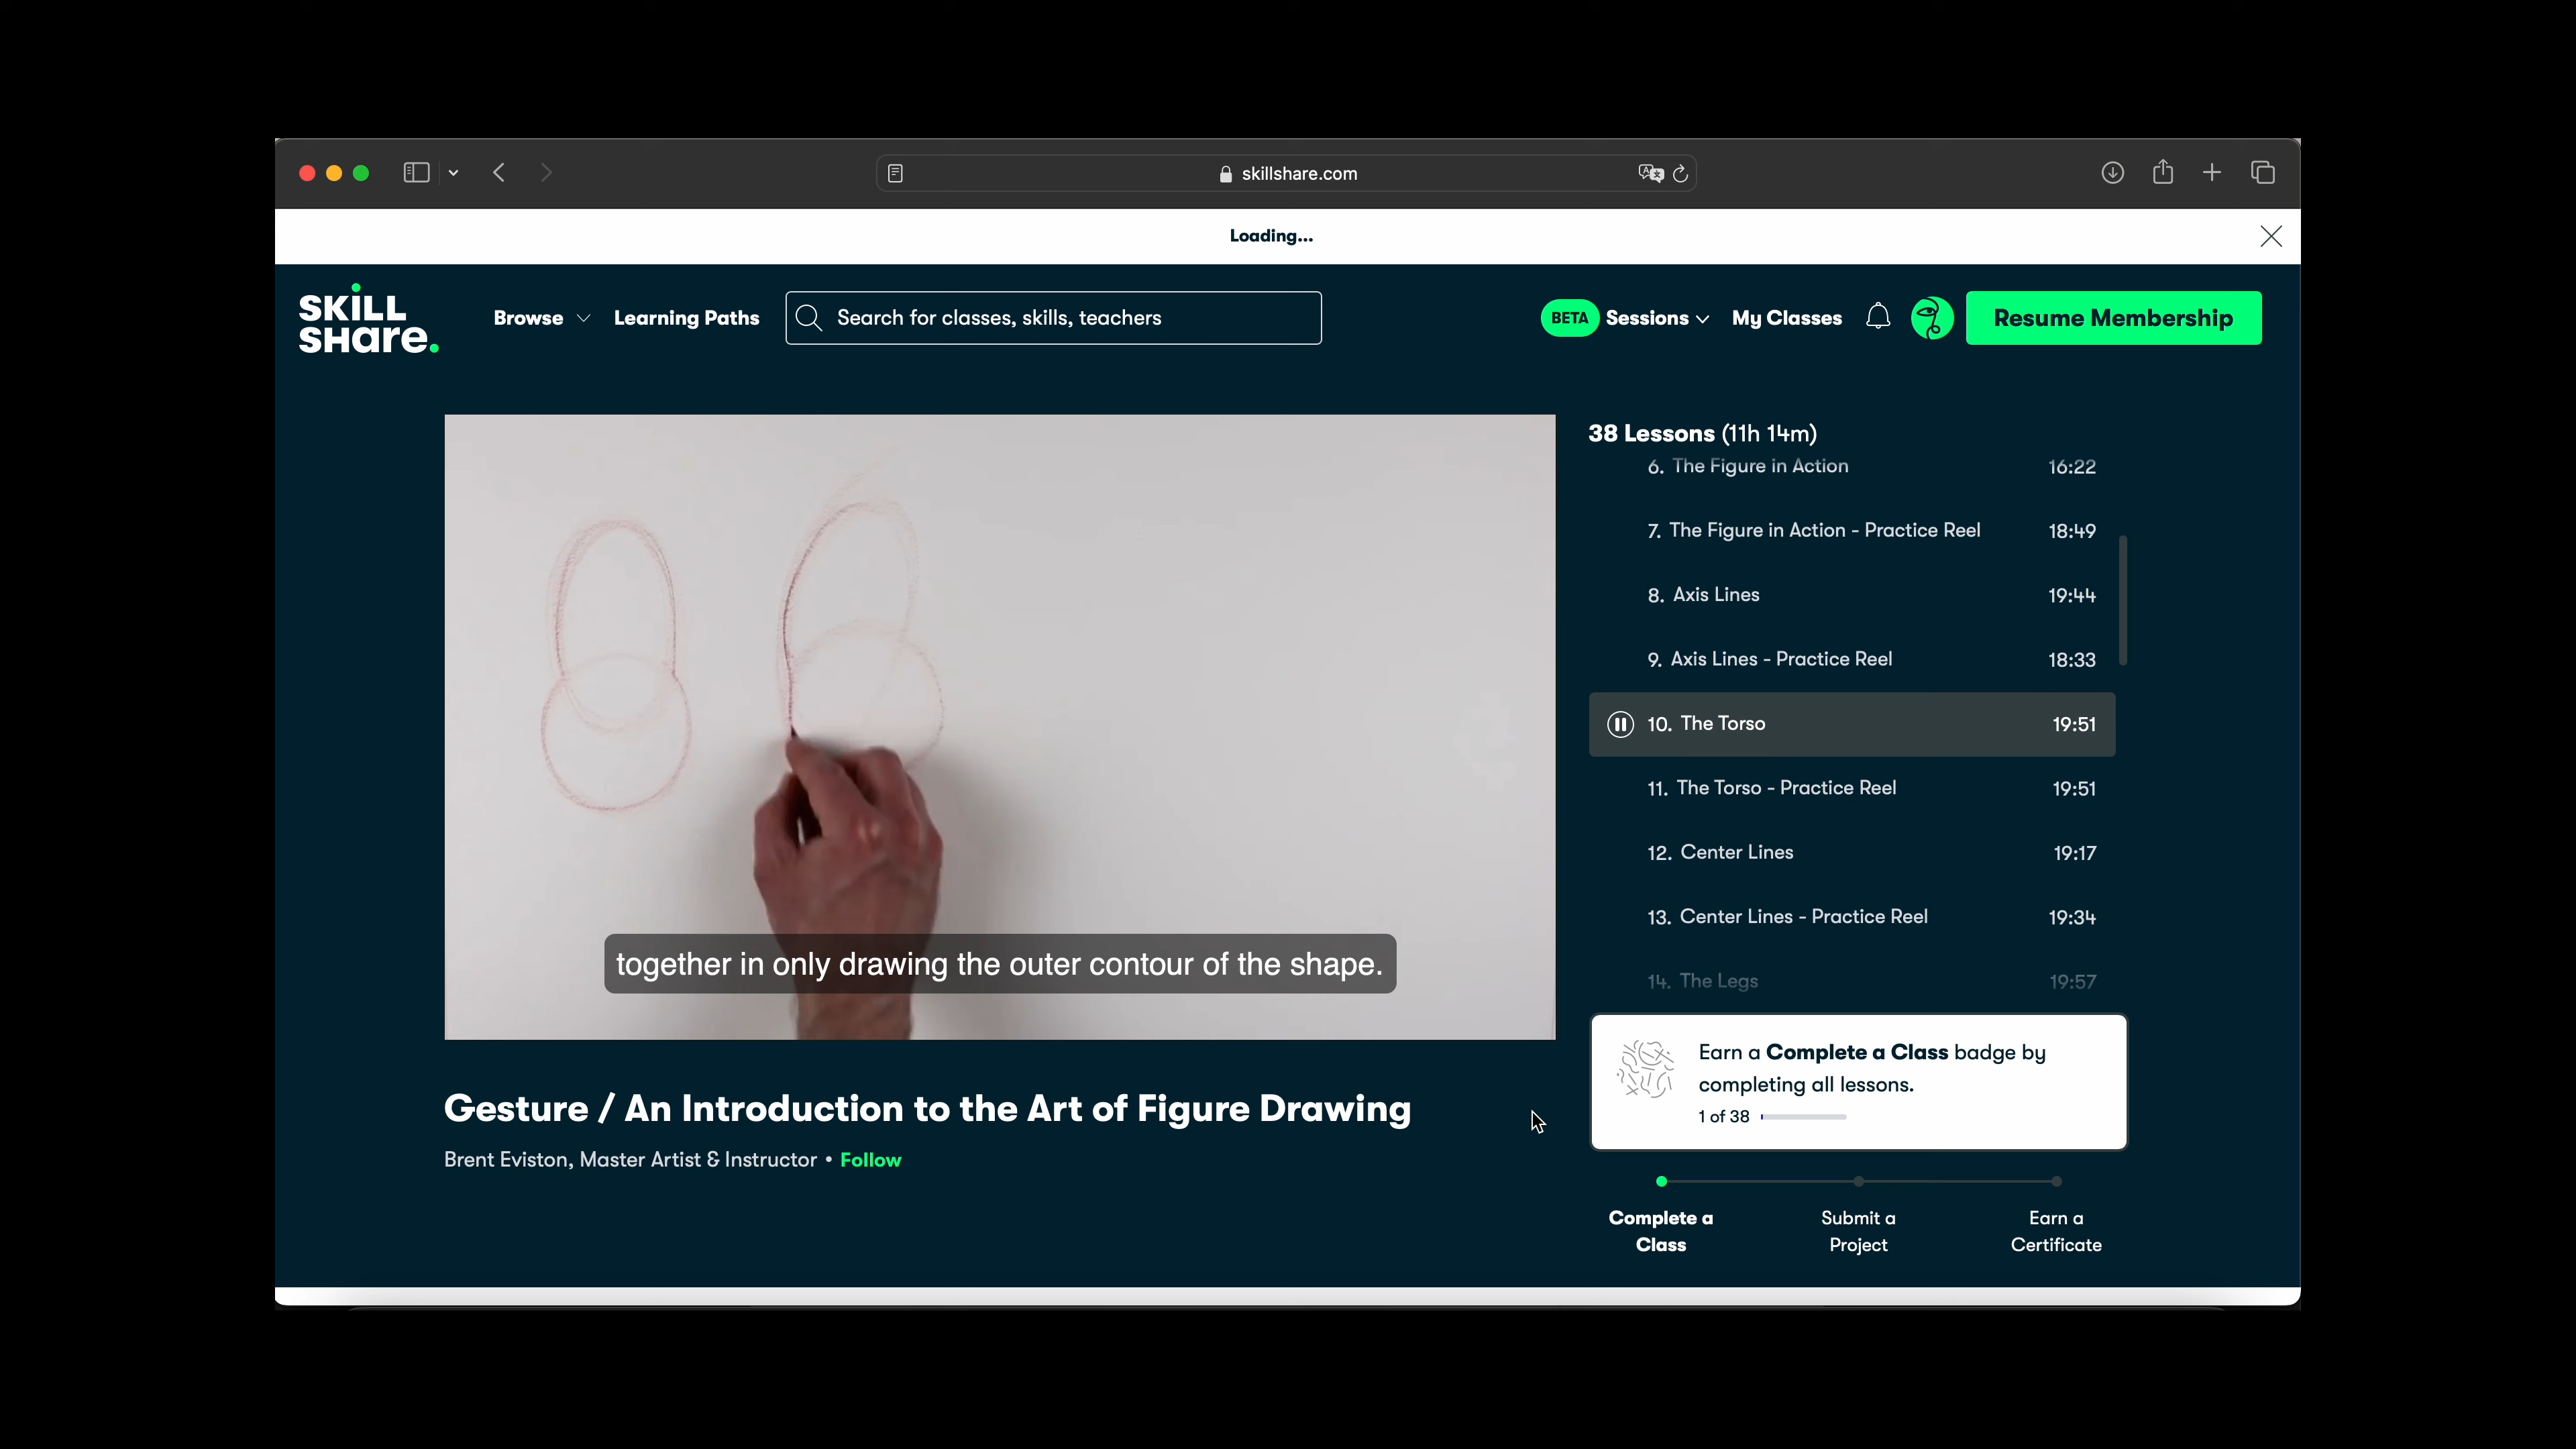 skillshare.com
Loading...
SKILL
SHare.
Browse
Learning Paths
Search for classes, skills, teachers
BETA
Sessions
My Classes
Resume Membership
38 Lessons (11h 14m)
6. The Figure in Action 16:22
7. The Figure in Action - Practice Reel 18:49
8. Axis Lines 19:44
9. Axis Lines - Practice Reel 18:33
10. The Torso 19:51
11. The Torso - Practice Reel 19:51
12. Center Lines 19:17
13. Center Lines - Practice Reel 19:34
14. The Legs 19:57
together in only drawing the outer contour of the shape.
Gesture / An Introduction to the Art of Figure Drawing
Brent Eviston, Master Artist & Instructor • Follow
Earn a Complete a Class badge by
completing all lessons.
1 of 38
Complete a
Class
Submit a
Project
Earn a
Certificate